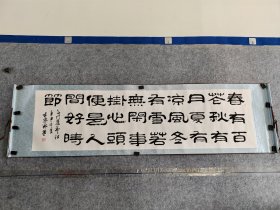 春有百
花秋有
月夏有
涼風冬
有雪若
無閑事
掛心頭
便是人
間好時
節